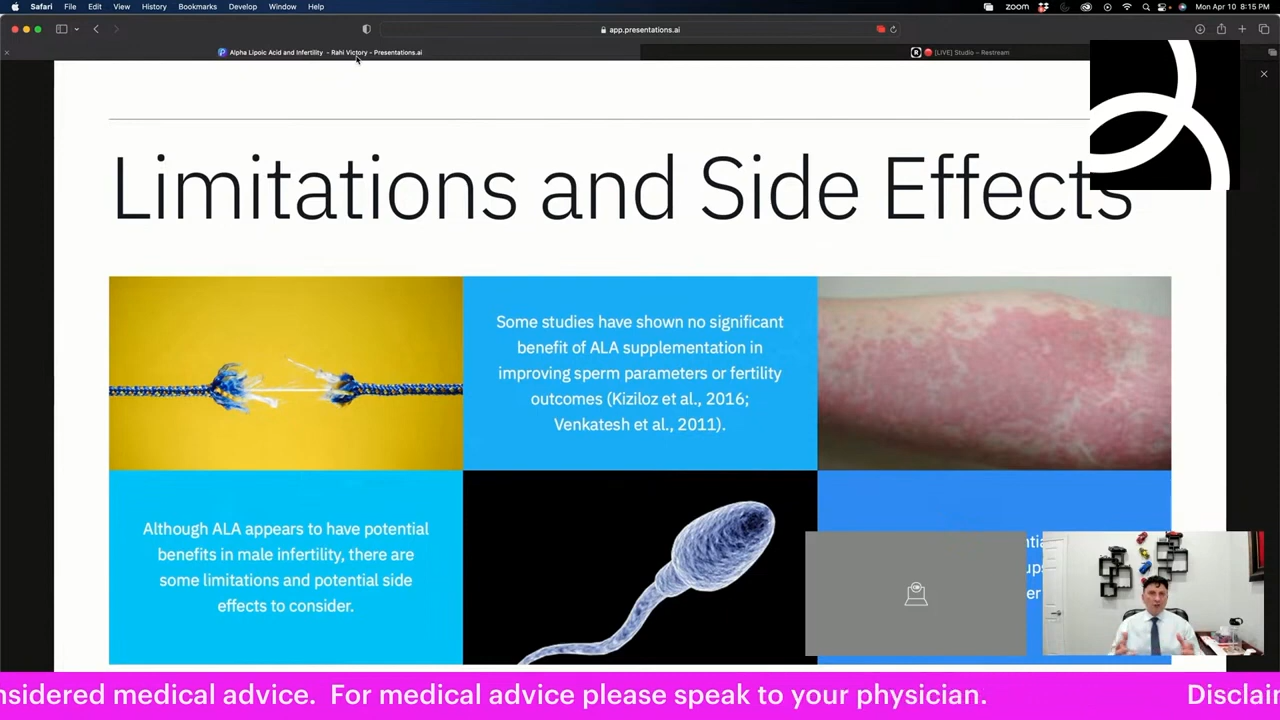 Safari File Edit View History Bookmarks Develop Window Help zoom Mon Apr 10 8:15 PM
app.presentations.ai
Alpha Lipoic Acid and Infertility - Rahi Victory - Presentations.ai
[LIVE] Studio – Restream
Limitations and Side Effects
Some studies have shown no significant
benefit of ALA supplementation in
improving sperm parameters or fertility
outcomes (Kiziloz et al., 2016;
Venkatesh et al., 2011).
Although ALA appears to have potential
benefits in male infertility, there are
some limitations and potential side
effects to consider.
nsidered medical advice. For medical advice please speak to your physician. Disclai